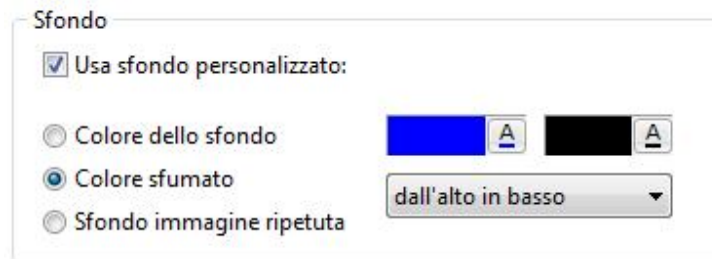 Sfondo
Usa sfondo personalizzato:
Colore dello sfondo
A A
Colore sfumato
dall'alto in basso
Sfondo immagine ripetuta